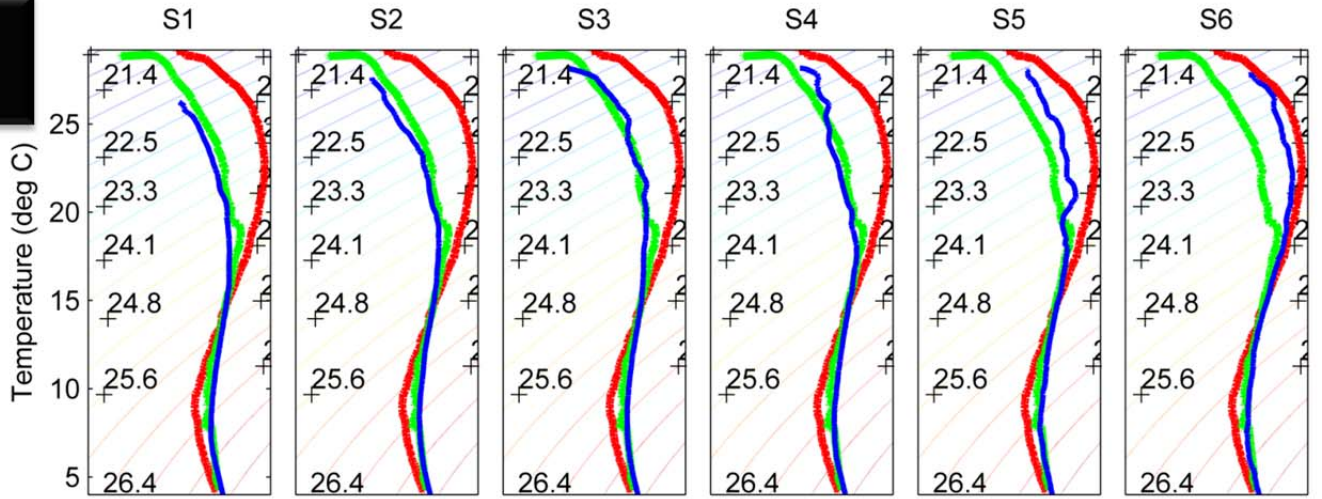 S1 S2 S3 S4 S5 S6
21.4 21.4 21.4 21.4 21.4 21.4
25
22.5 22.5 22.5 22.5 22.5 22.5
23.3 23.3 23.3 23.3 23.3 23.3
20
24.1 24.1 24.1 24.1 24.1 24.1
15
24.8 24.8 24.8 24.8 24.8 24.8
25.6 25.6 25.6 25.6 25.6 25.6
10
5
26.4 26.4 26.4 26.4 26.4 26.4
Temperature (deg C)